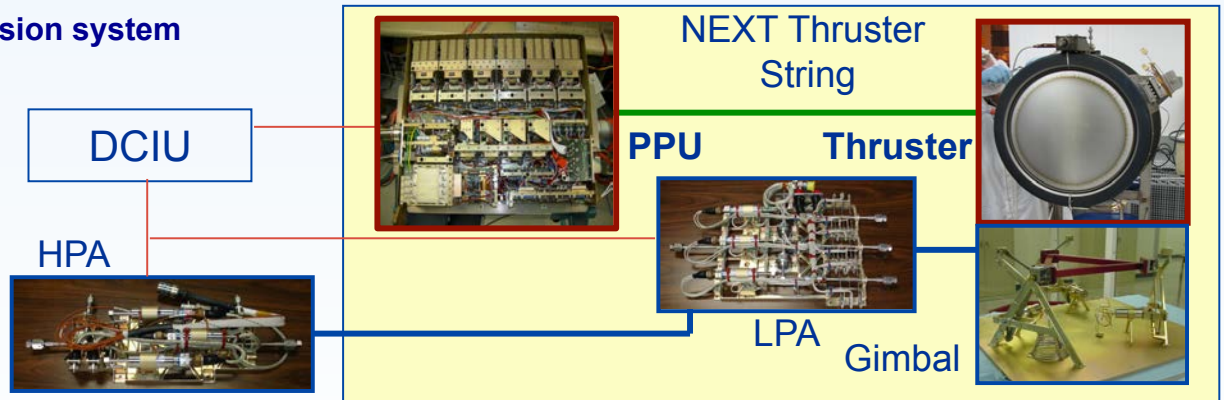 sion system
NEXT Thruster
String
DCIU
PPU
Thruster
HPA
LPA
Gimbal